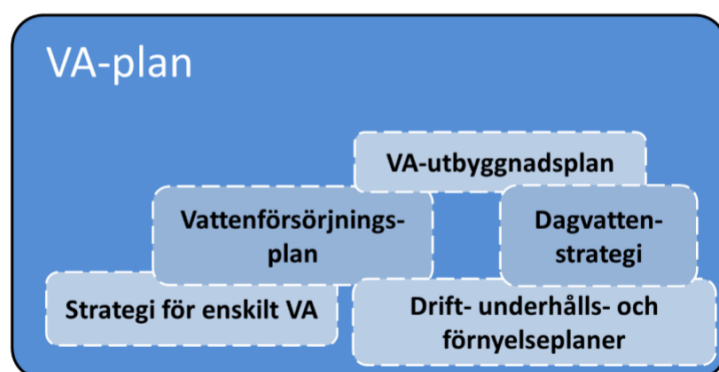 VA-plan
VA-utbyggnadsplan
Vattenförsörjnings-
plan
Dagvatten-
strategi
Strategi för enskilt VA
Drift- underhålls- och
förnyelseplaner